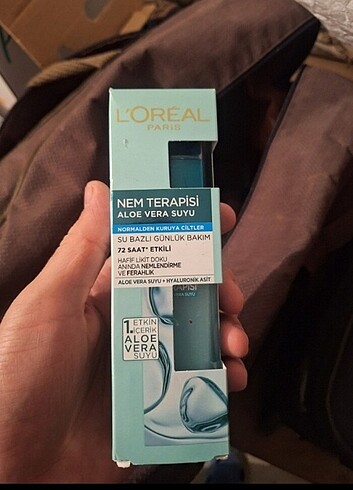 L'ORÉAL
PARIS
NEM TERAPİSİ
ALOE VERA SUYU
NORMALDEN KURUYA CİLTLER
SU BAZLI GÜNLÜK BAKIM
72 SAAT* ETKİLİ
HAFİF LİKİT DOKU
ANINDA NEMLENDİRME
VE FERAHLIK
ALOE VERA SUYU + HYALURONİK ASİT
1. ETKİN
İÇERİK
ALOE
VERA
SUYU